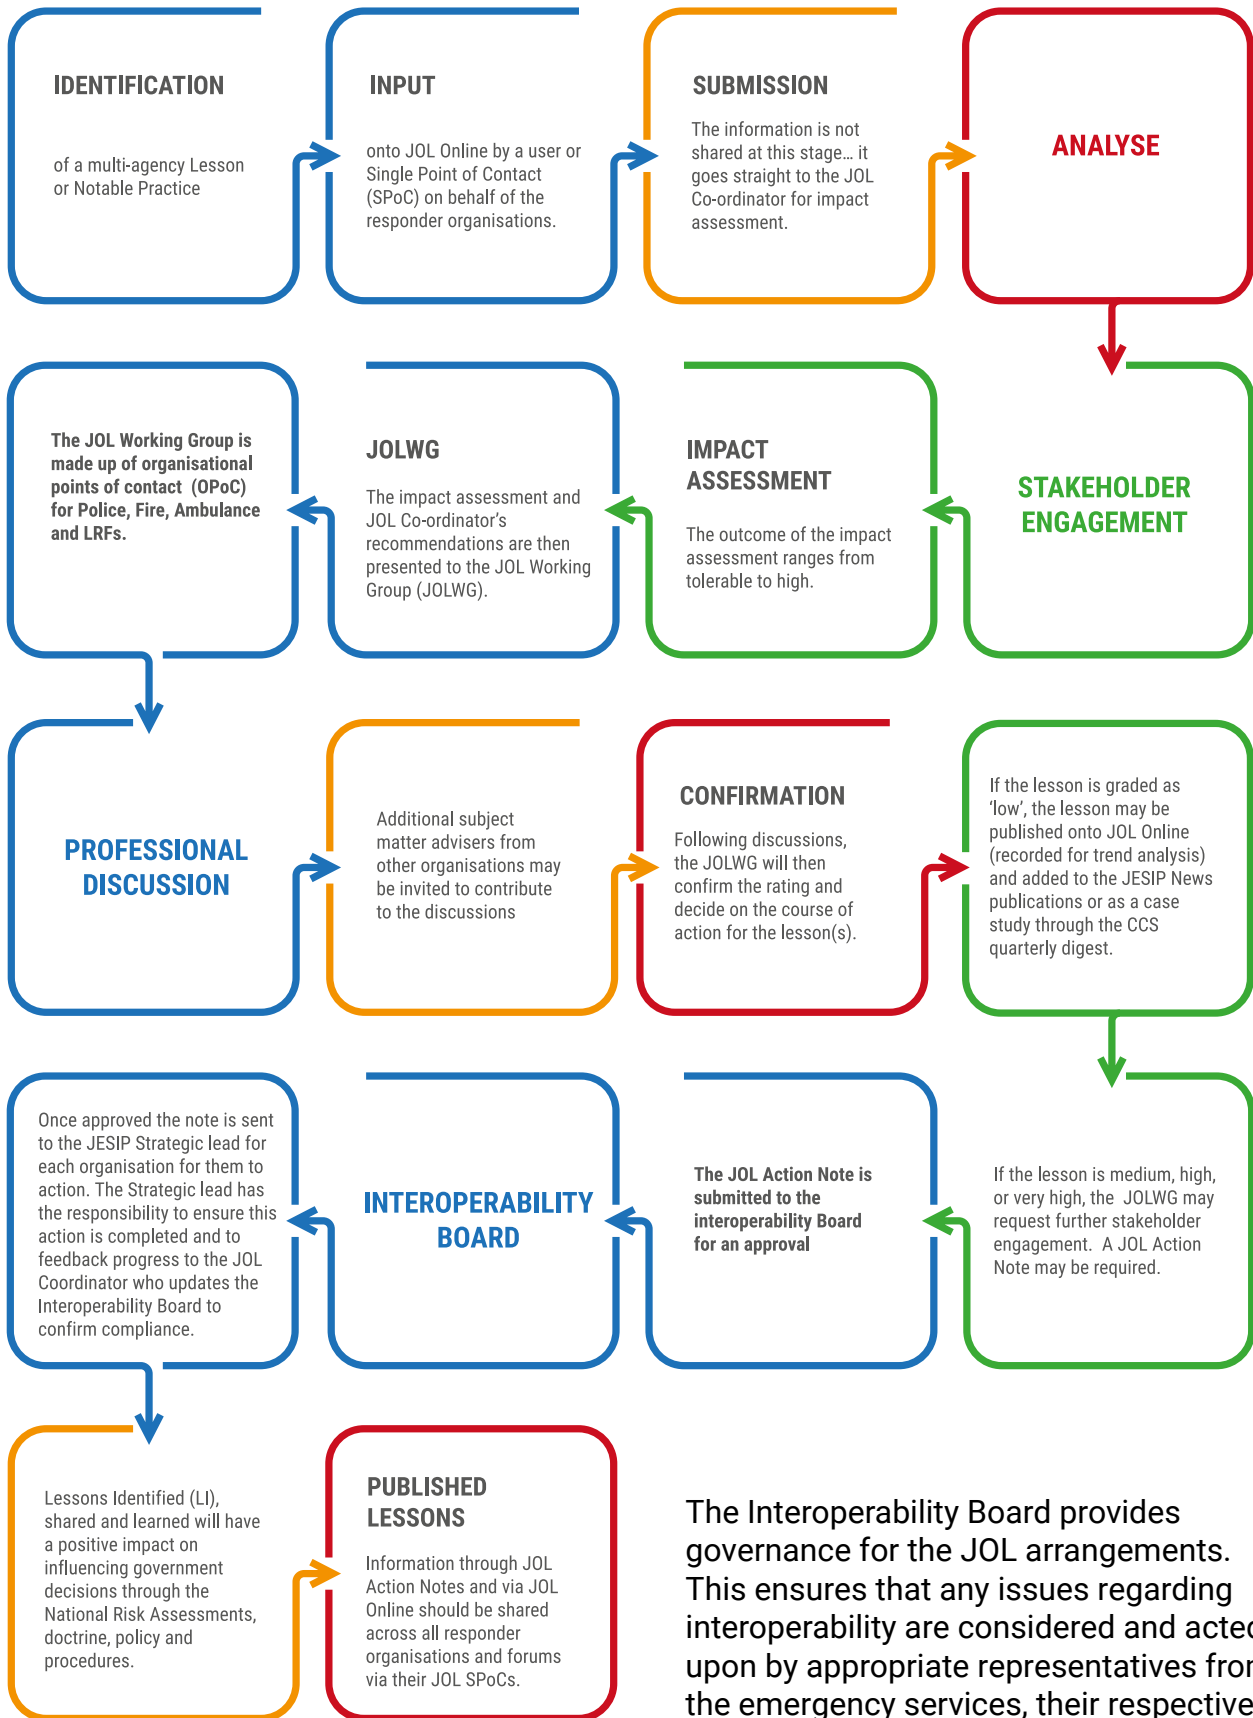 IDENTIFICATION
of a multi-agency Lesson
or Notable Practice
INPUT
onto JOL Online by a user or
Single Point of Contact
(SPoC) on behalf of the
responder organisations.
SUBMISSION
The information is not
shared at this stage... it
goes straight to the JOL
Co-ordinator for impact
assessment.
ANALYSE
STAKEHOLDER
ENGAGEMENT
IMPACT
ASSESSMENT
The outcome of the impact
assessment ranges from
tolerable to high.
JOLWG
The impact assessment and
JOL Co-ordinator's
recommendations are then
presented to the JOL Working
Group (JOLWG).
The JOL Working Group is
made up of organisational
points of contact (OPoC)
for Police, Fire, Ambulance
and LRFs.
PROFESSIONAL
DISCUSSION
Additional subject
matter advisers from
other organisations may
be invited to contribute
to the discussions
CONFIRMATION
Following discussions,
the JOLWG will then
confirm the rating and
decide on the course of
action for the lesson(s).
If the lesson is graded as
'low', the lesson may be
published onto JOL Online
(recorded for trend analysis)
and added to the JESIP News
publications or as a case
study through the CCS
quarterly digest.
If the lesson is medium, high,
or very high, the JOLWG may
request further stakeholder
engagement. A JOL Action
Note may be required.
The JOL Action Note is
submitted to the
interoperability Board
for an approval
INTEROPERABILITY
BOARD
Once approved the note is sent
to the JESIP Strategic lead for
each organisation for them to
action. The Strategic lead has
the responsibility to ensure this
action is completed and to
feedback progress to the JOL
Coordinator who updates the
Interoperability Board to
confirm compliance.
Lessons Identified (LI),
shared and learned will have
a positive impact on
influencing government
decisions through the
National Risk Assessments,
doctrine, policy and
procedures.
PUBLISHED
LESSONS
Information through JOL
Action Notes and via JOL
Online should be shared
across all responder
organisations and forums
via their JOL SPoCs.
The Interoperability Board provides
governance for the JOL arrangements.
This ensures that any issues regarding
interoperability are considered and acted
upon by appropriate representatives from
the emergency services, their respective